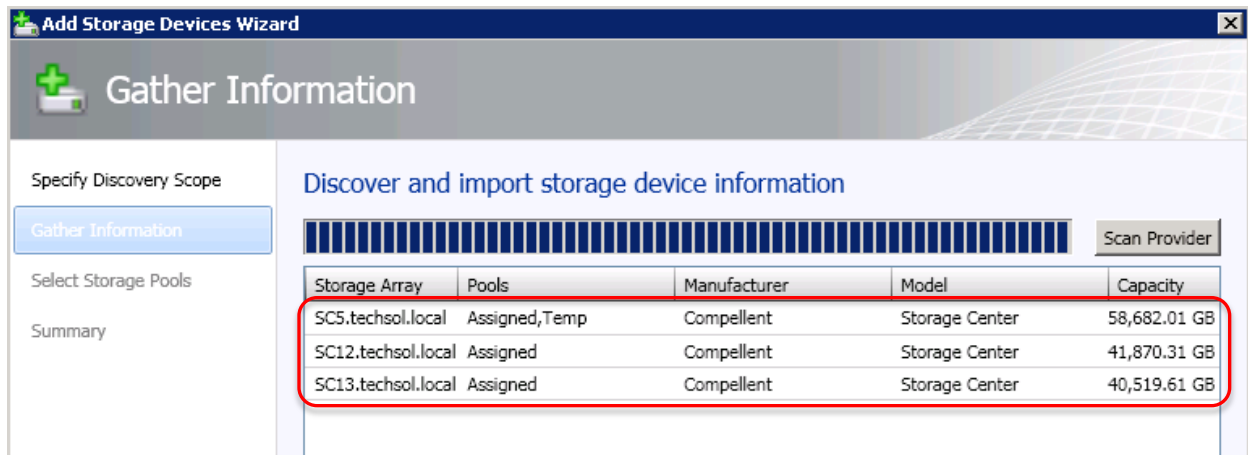 Add Storage Devices Wizard
Gather Information
Specify Discovery Scope
Gather Information
Select Storage Pools
Summary
Discover and import storage device information
Scan Provider
Storage Array Pools Manufacturer Model Capacity
SC5.techsol.local Assigned,Temp Compellent Storage Center 58,682.01 GB
SC12.techsol.local Assigned Compellent Storage Center 41,870.31 GB
SC13.techsol.local Assigned Compellent Storage Center 40,519.61 GB